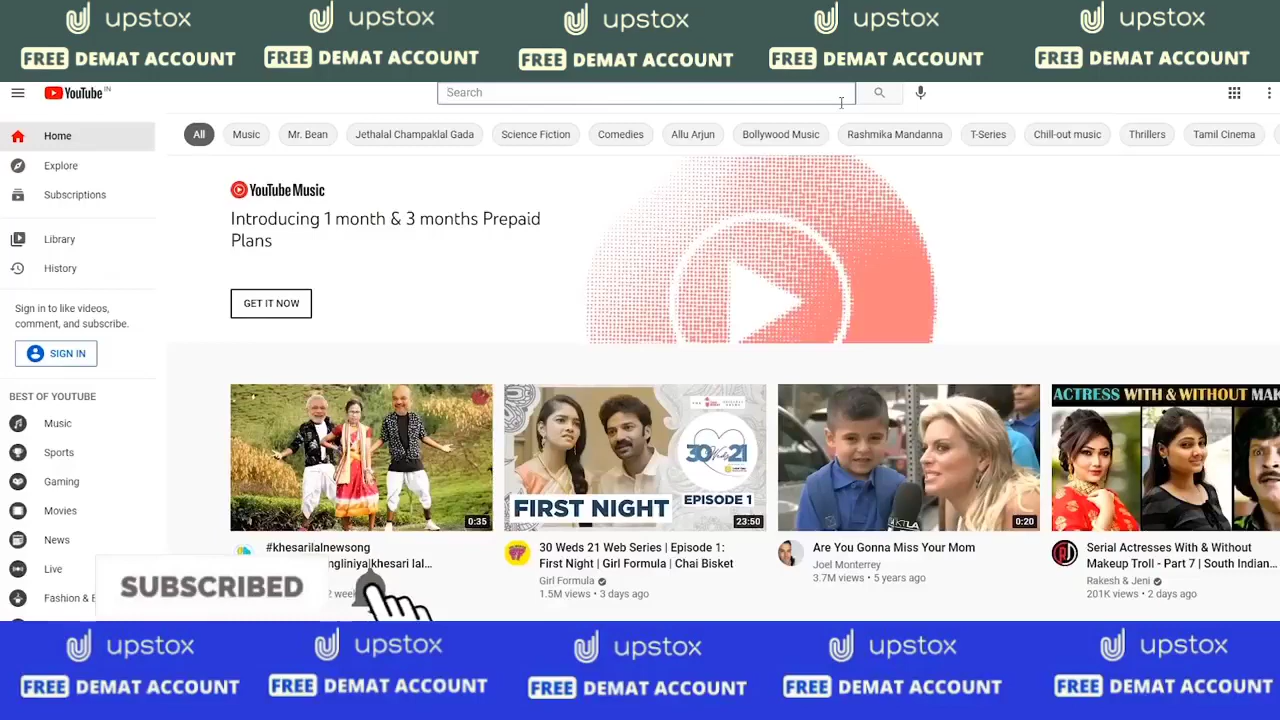 upstox upstox upstox upstox upstox
FREE DEMAT ACCOUNT FREE DEMAT ACCOUNT FREE DEMAT ACCOUNT FREE DEMAT ACCOUNT FREE DEMAT ACCOUNT
YouTube IN
Search
Home
Explore
Subscriptions
Library
History
Sign in to like videos,
comment, and subscribe.
SIGN IN
BEST OF YOUTUBE
Music
Sports
Gaming
Movies
News
Live
Fashion &
All Music Mr. Bean Jethalal Champaklal Gada Science Fiction Comedies Allu Arjun Bollywood Music Rashmika Mandanna T-Series Chill-out music Thrillers Tamil Cinema
YouTube Music
Introducing 1 month & 3 months Prepaid
Plans
GET IT NOW
0:35
#khesarilalnewsong
khesari lal...
FIRST NIGHT
30 Weds 21
EPISODE 1
23:50
30 Weds 21 Web Series | Episode 1:
First Night | Girl Formula | Chai Bisket
Girl Formula
1.5M views • 3 days ago
0:20
Are You Gonna Miss Your Mom
Joel Monterrey
3.7M views • 5 years ago
ACTRESS WITH & WITHOUT
Serial Actresses With & Without
Makeup Troll - Part 7 | South Indian...
Rakesh & Jeni
201K views • 2 days ago
SUBSCRIBED
upstox upstox upstox upstox upstox
FREE DEMAT ACCOUNT FREE DEMAT ACCOUNT FREE DEMAT ACCOUNT FREE DEMAT ACCOUNT FREE DEMAT ACCOUNT